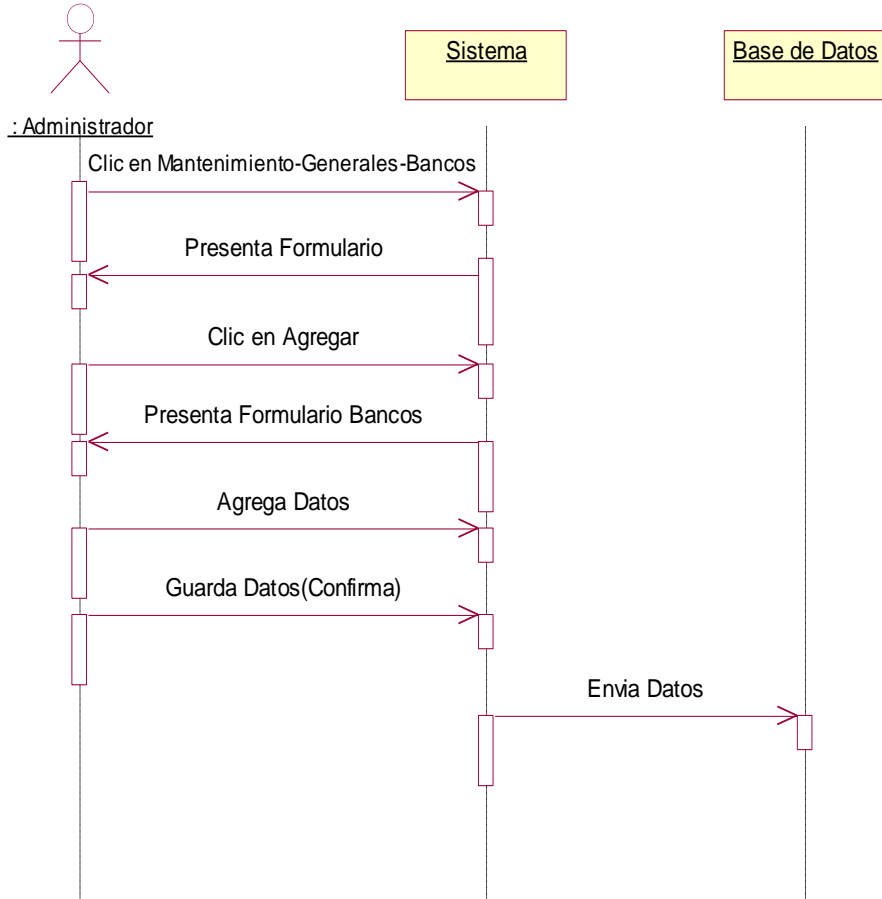 Sistema
Base de Datos
: Administrador
Clic en Mantenimiento-Generales-Bancos
Presenta Formulario
Clic en Agregar
Presenta Formulario Bancos
Agrega Datos
Guarda Datos(Confirma)
Envia Datos